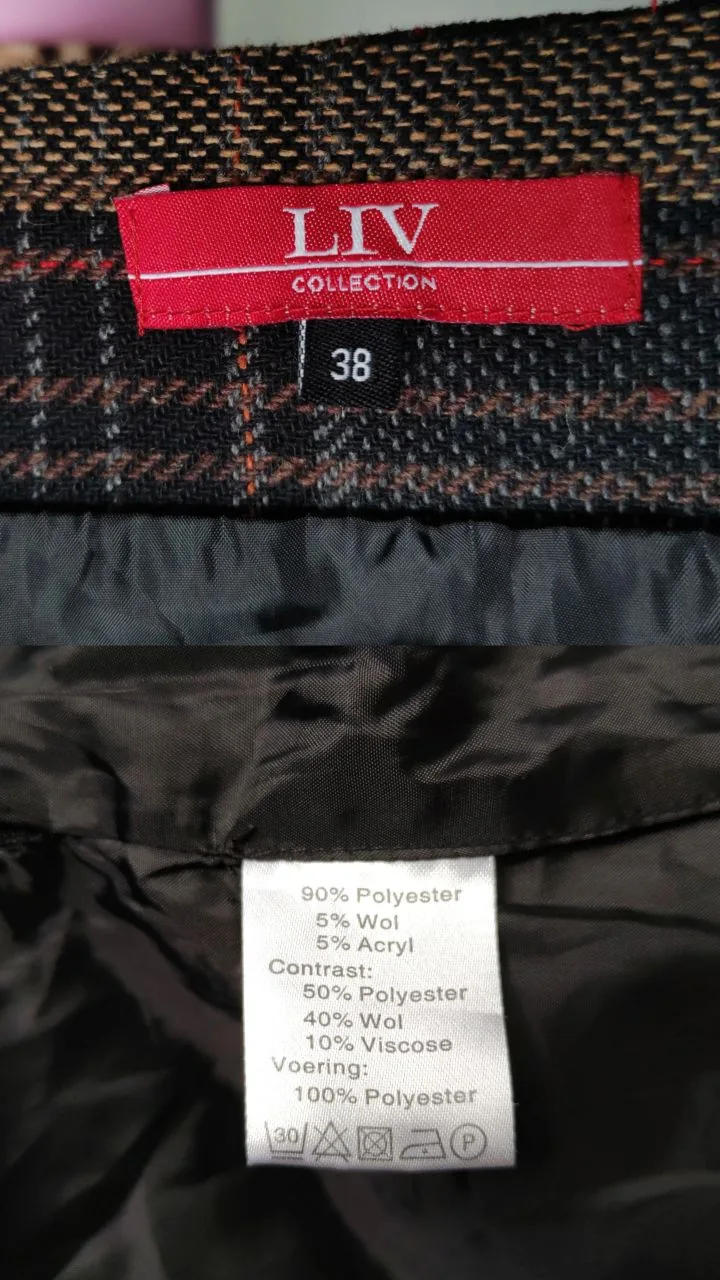 LIV
COLLECTION
38
90% Polyester
5% Wol
5% Acryl
Contrast:
50% Polyester
40% Wol
10% Viscose
Voering:
100% Polyester
30
P